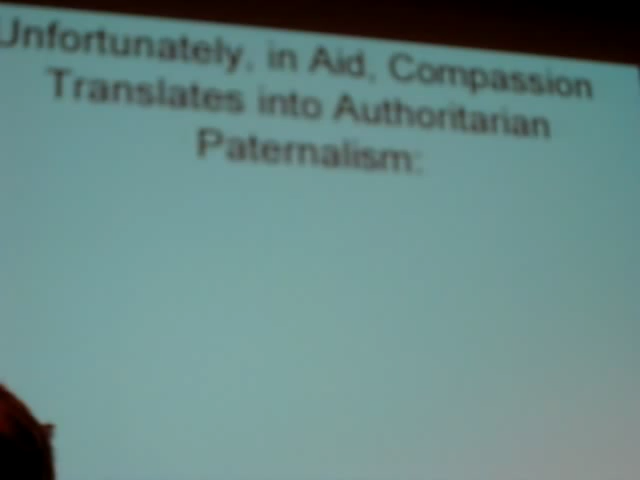 Unfortunately, in Aid, Compassion
Translates into Authoritarian
Paternalism: